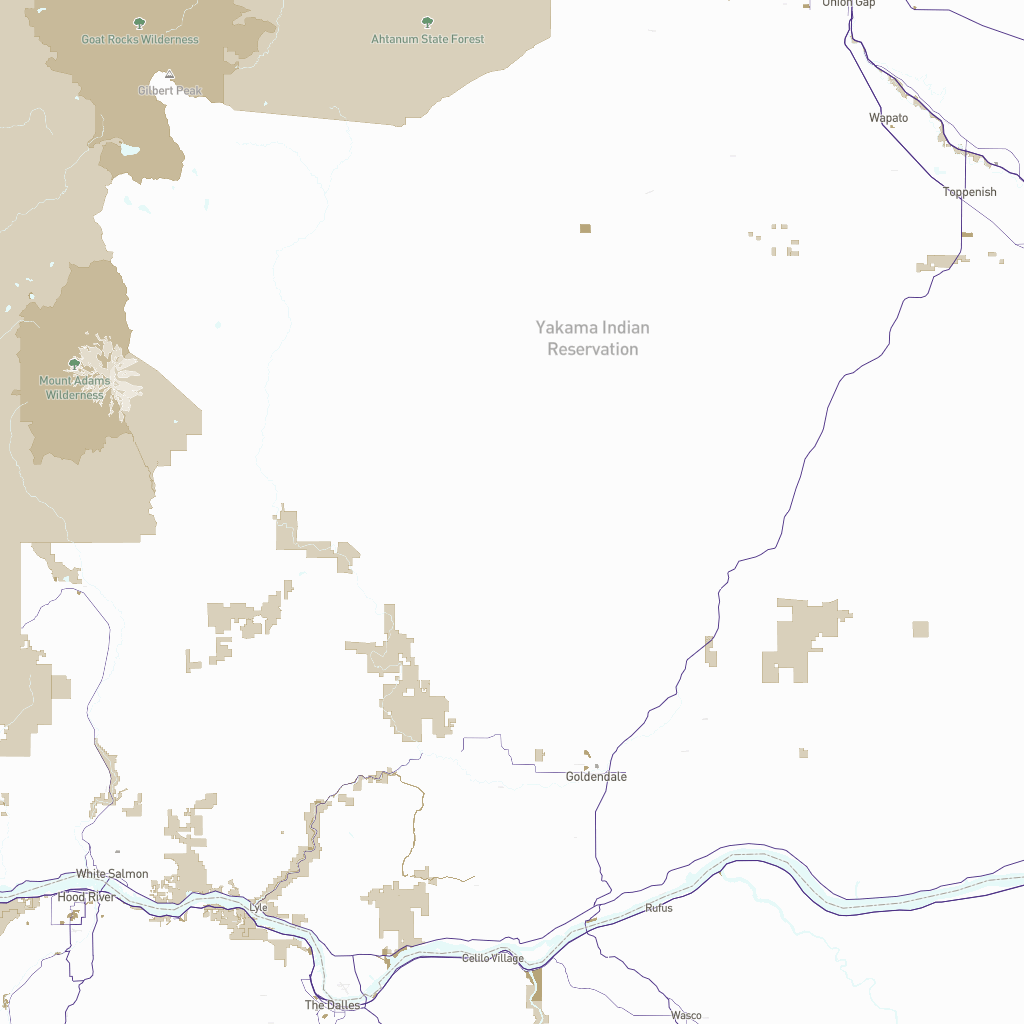 Union Gap
Goat Rocks Wilderness
Ahtanum State Forest
Gilbert Peak
Wapato
Toppenish
Yakama Indian
Reservation
Mount Adams
Wilderness
Goldendale
White Salmon
Hood River
Lyle
Rufus
Celilo Village
The Dalles
Wasco